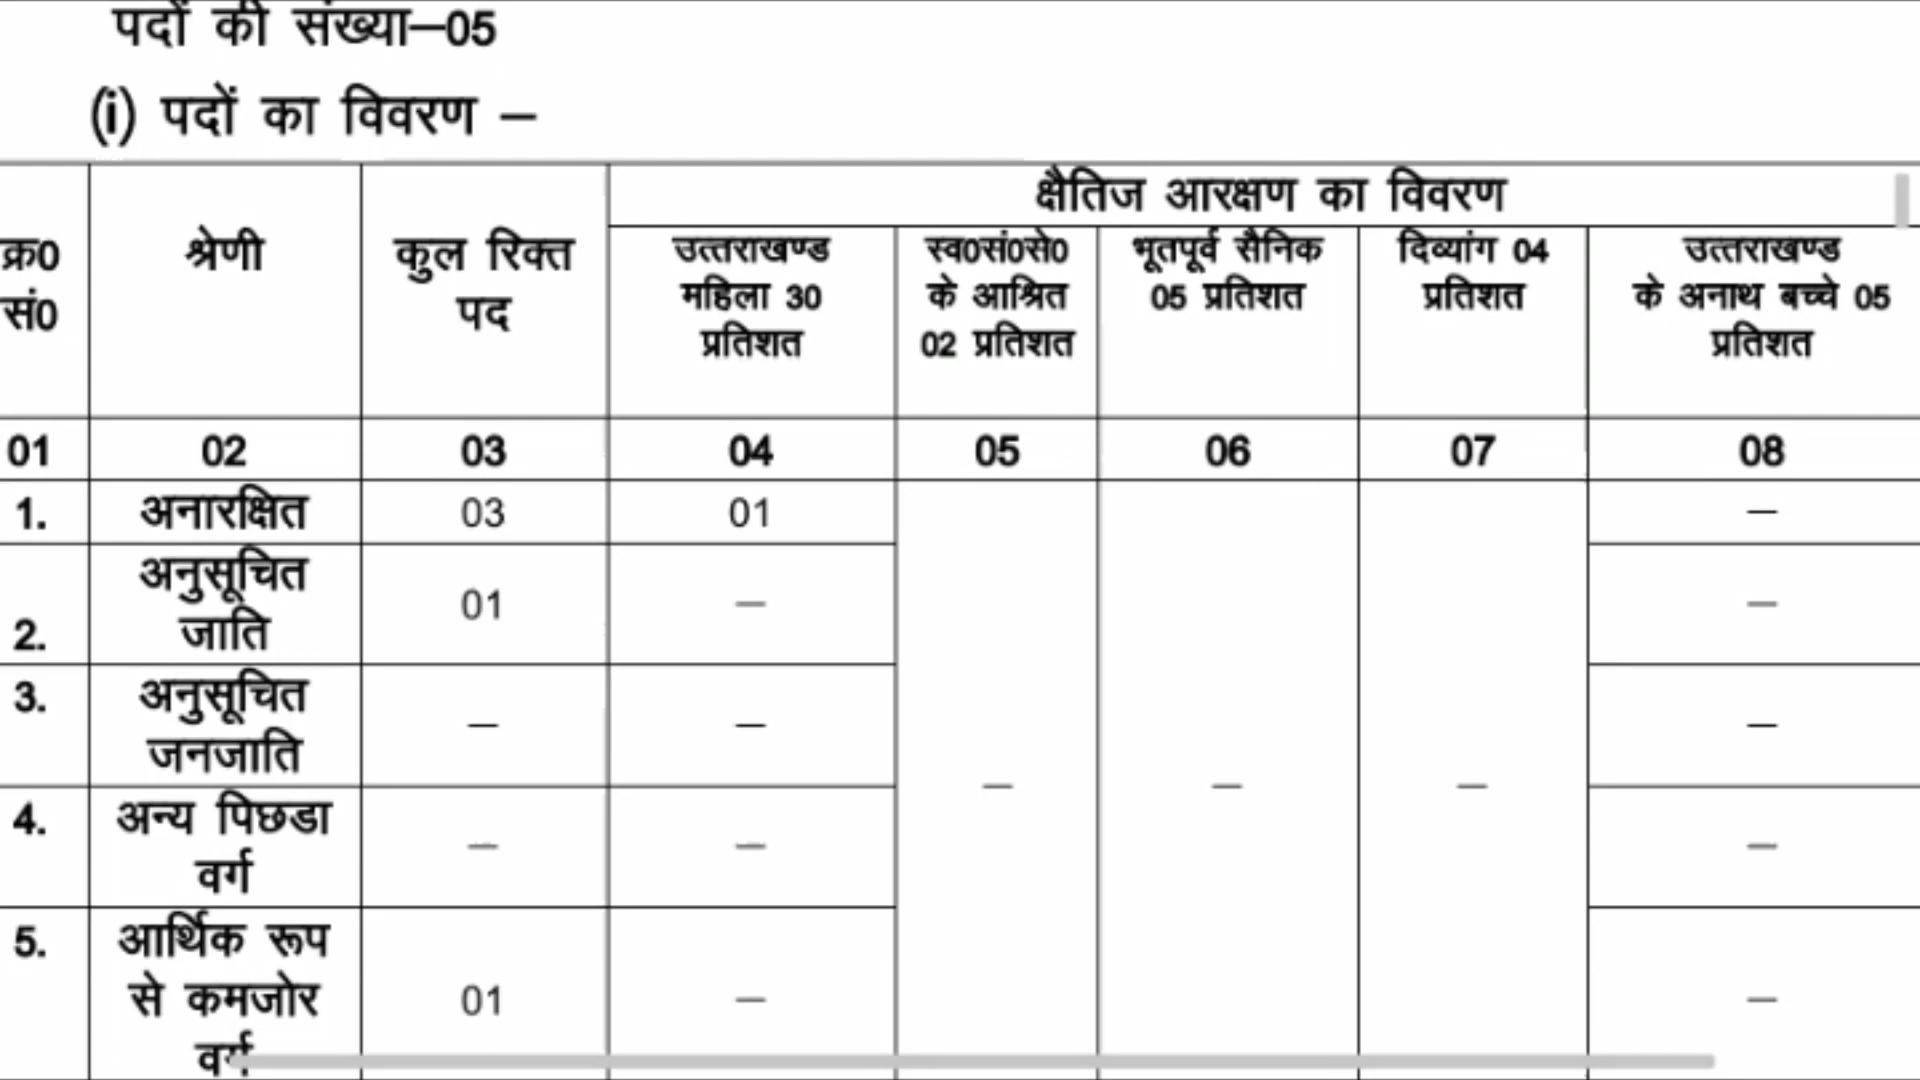 पदों की संख्या–05
(i) पदों का विवरण –
क्र0 सं0
श्रेणी
कुल रिक्त पद
क्षैतिज आरक्षण का विवरण
उत्तराखण्ड महिला 30 प्रतिशत
स्व0सं0से0 के आश्रित 02 प्रतिशत
भूतपूर्व सैनिक 05 प्रतिशत
दिव्यांग 04 प्रतिशत
उत्तराखण्ड के अनाथ बच्चे 05 प्रतिशत
01 02 03 04 05 06 07 08
1. अनारक्षित 03 01 –
2. अनुसूचित जाति 01 – –
3. अनुसूचित जनजाति – – –
– – –
4. अन्य पिछडा वर्ग – – –
5. आर्थिक रूप से कमजोर वर्ग 01 – –